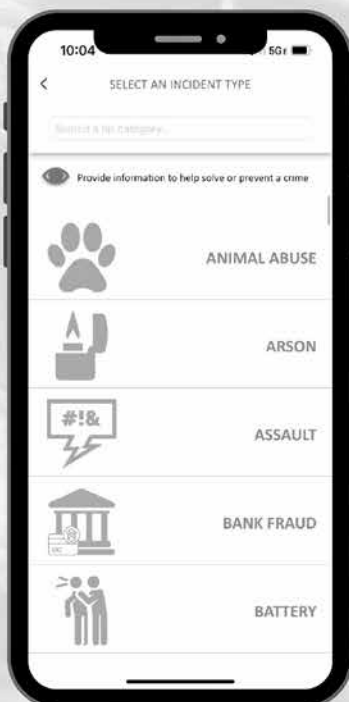 10:04
5G
SELECT AN INCIDENT TYPE
Provide information to help solve or prevent a crime
ANIMAL ABUSE
ARSON
#!&
ASSAULT
BANK FRAUD
BATTERY